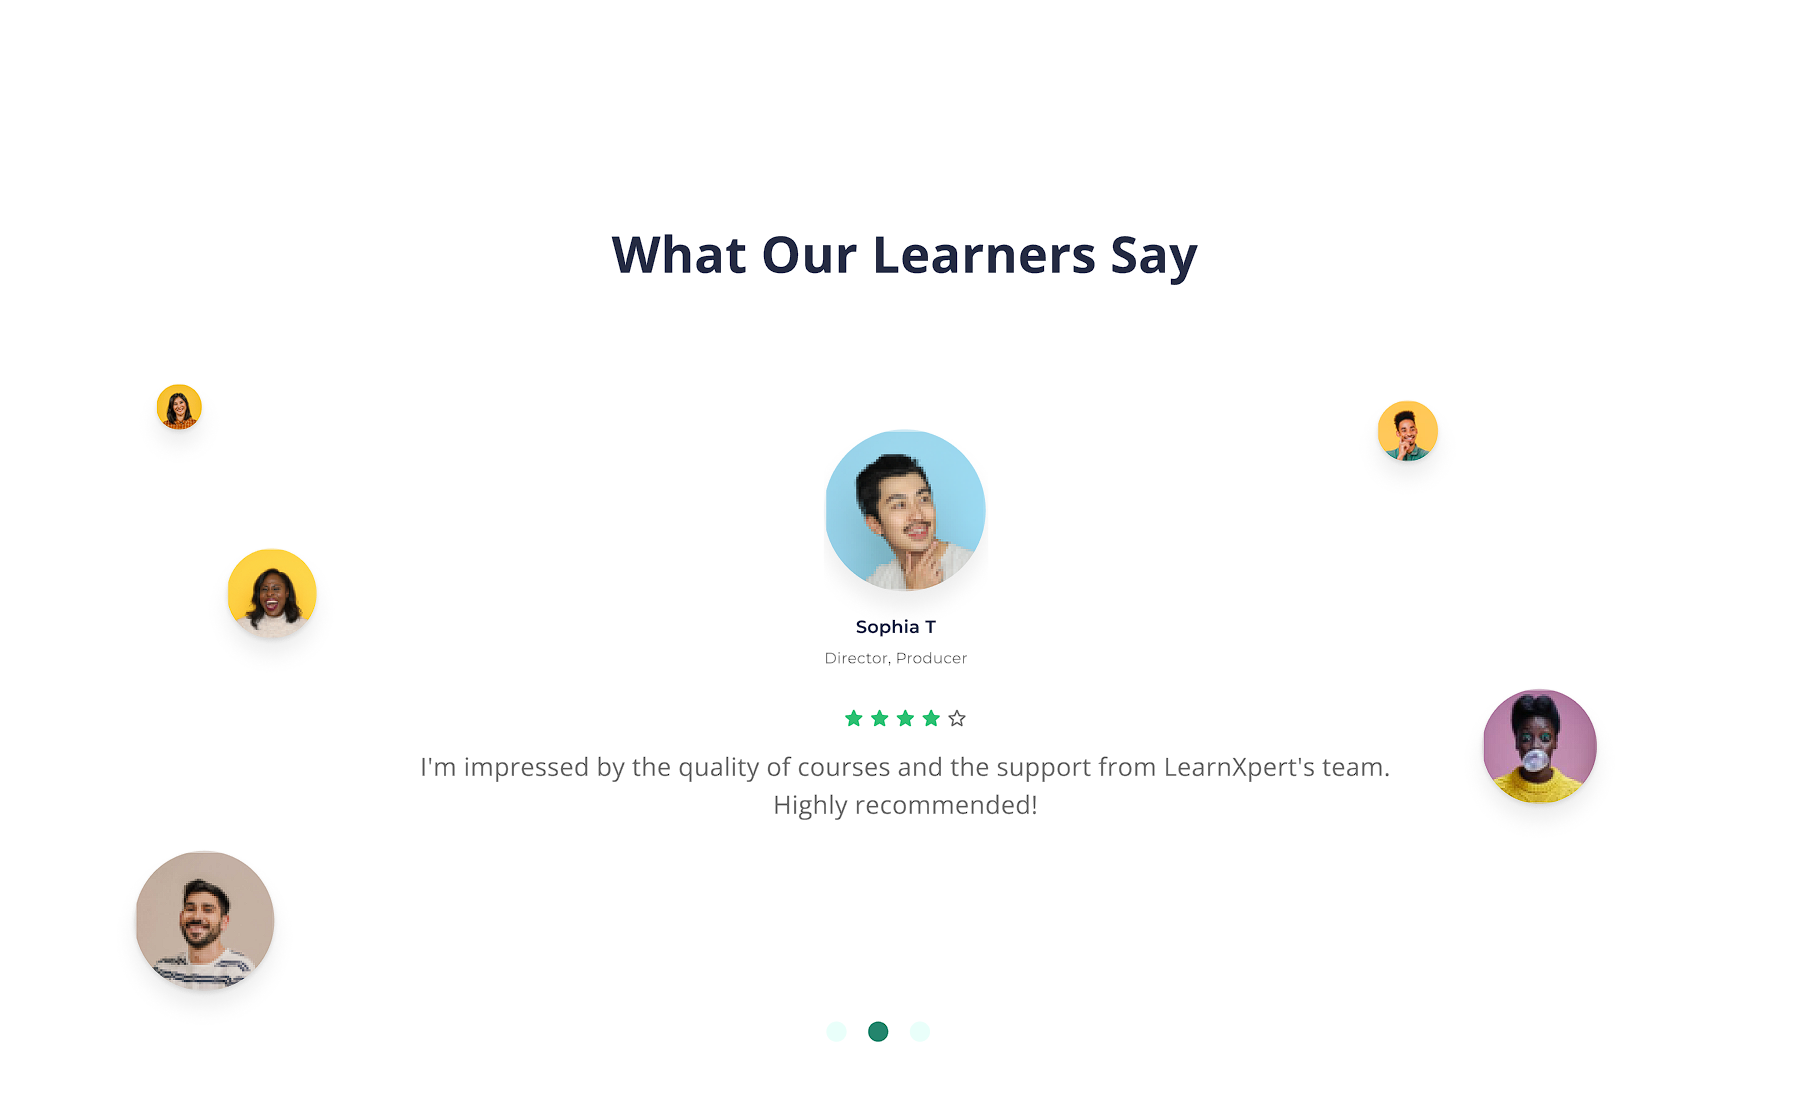 What Our Learners Say
Sophia T
Director, Producer
I'm impressed by the quality of courses and the support from LearnXpert's team.
Highly recommended!